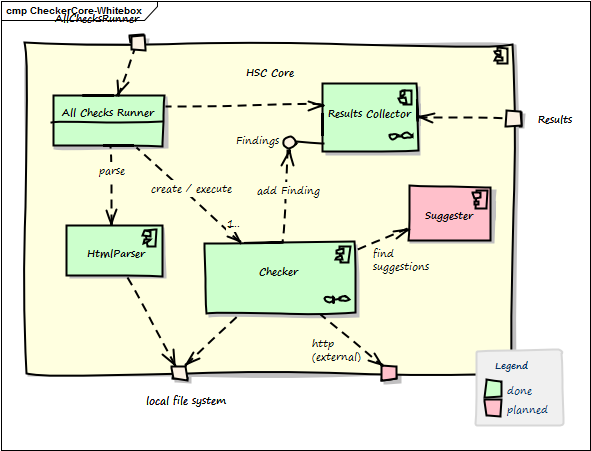 cmp CheckerCore-Whitebox
AllChecksRunner
HSC Core
All Checks Runner
Results Collector
Results
Findings
parse
create / execute
add Finding
1..
Suggester
HtmlParser
Checker
find
suggestions
http
(external)
local file system
Legend
done
planned